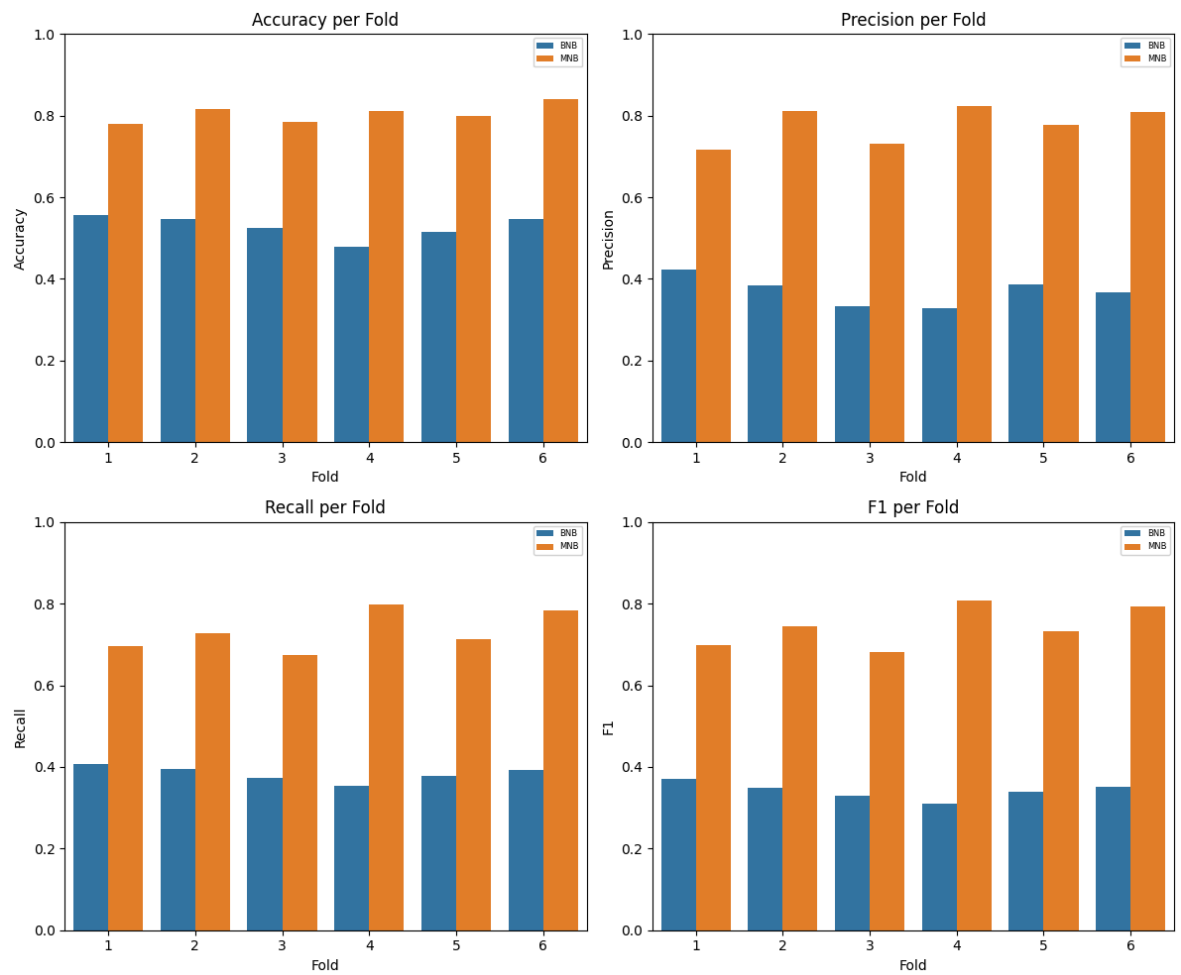 Accuracy per Fold
1.0
0.8
0.6
0.4
0.2
0.0
Accuracy
BNB
MNB
1 2 3 4 5 6
Fold
Precision per Fold
1.0
0.8
0.6
0.4
0.2
0.0
Precision
BNB
MNB
1 2 3 4 5 6
Fold
Recall per Fold
1.0
0.8
0.6
0.4
0.2
0.0
Recall
BNB
MNB
1 2 3 4 5 6
Fold
F1 per Fold
1.0
0.8
0.6
0.4
0.2
0.0
F1
BNB
MNB
1 2 3 4 5 6
Fold